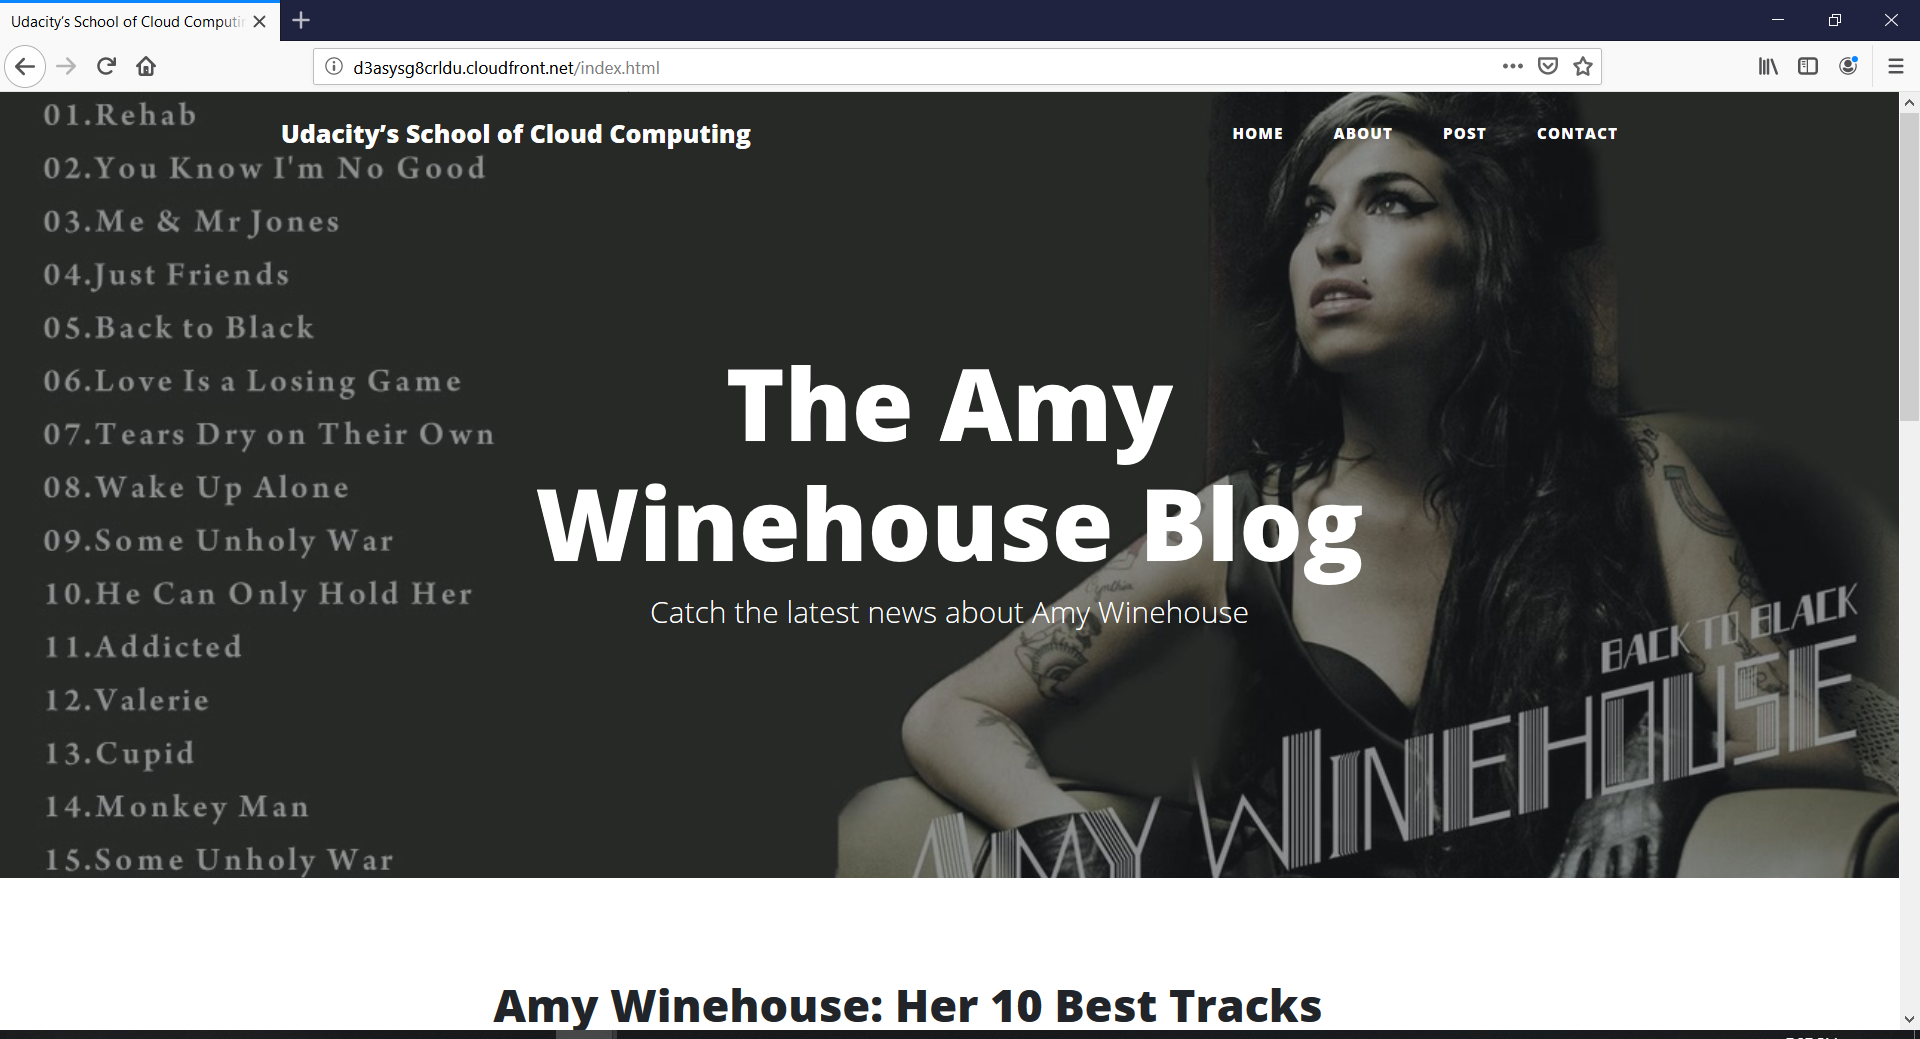 Udacity’s School of Cloud Computin
d3asysg8crldu.cloudfront.net/index.html
Udacity’s School of Cloud Computing
HOME
ABOUT
POST
CONTACT
01.Rehab
02.You Know I'm No Good
03.Me & Mr Jones
04.Just Friends
05.Back to Black
06.Love Is a Losing Game
07.Tears Dry on Their Own
08.Wake Up Alone
09.Some Unholy War
10.He Can Only Hold Her
11.Addicted
12.Valerie
13.Cupid
14.Monkey Man
15.Some Unholy War
The Amy
Winehouse Blog
Catch the latest news about Amy Winehouse
Cynthia
BACK TO BLACK
AMY WINEHOUSE
Amy Winehouse: Her 10 Best Tracks